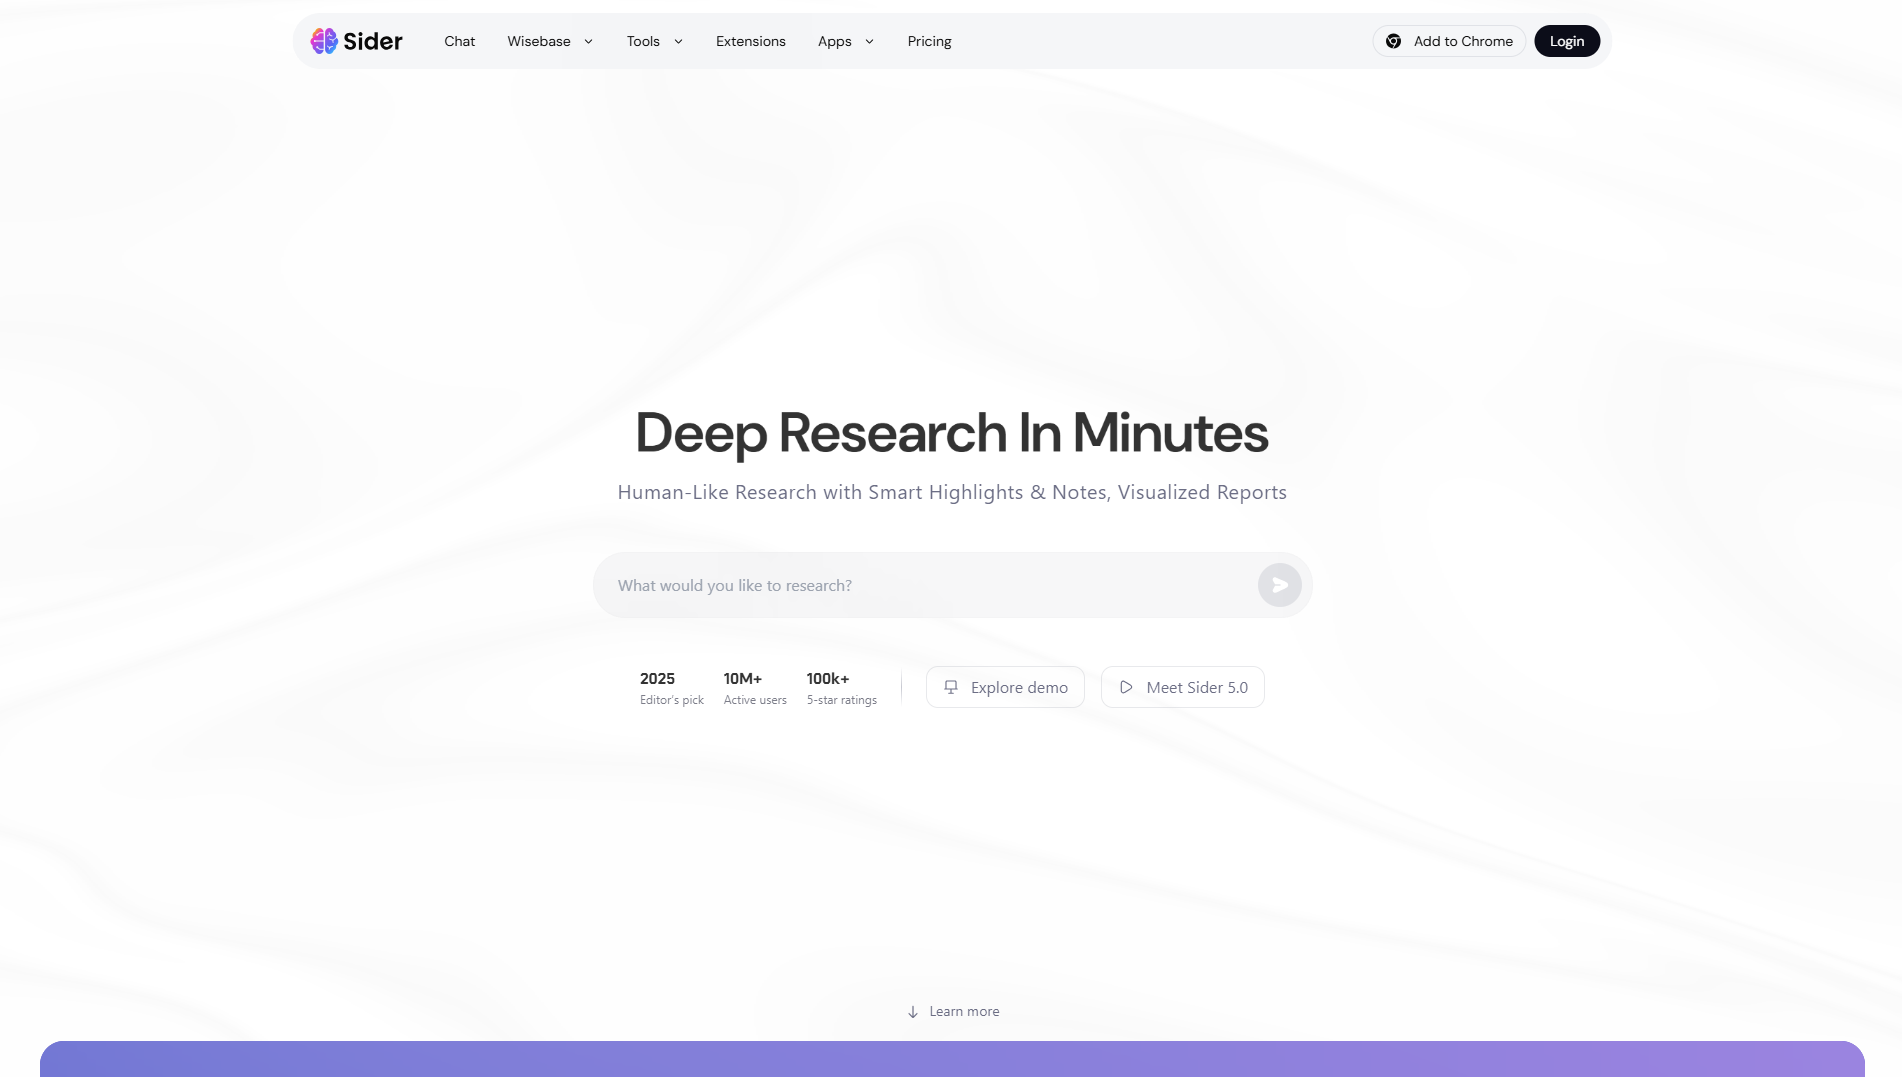 Sider
Chat
Wisebase
Tools
Extensions
Apps
Pricing
Add to Chrome
Login
Deep Research In Minutes
Human-Like Research with Smart Highlights & Notes, Visualized Reports
What would you like to research?
2025
Editor's pick
10M+
Active users
100k+
5-star ratings
Explore demo
Meet Sider 5.0
Learn more